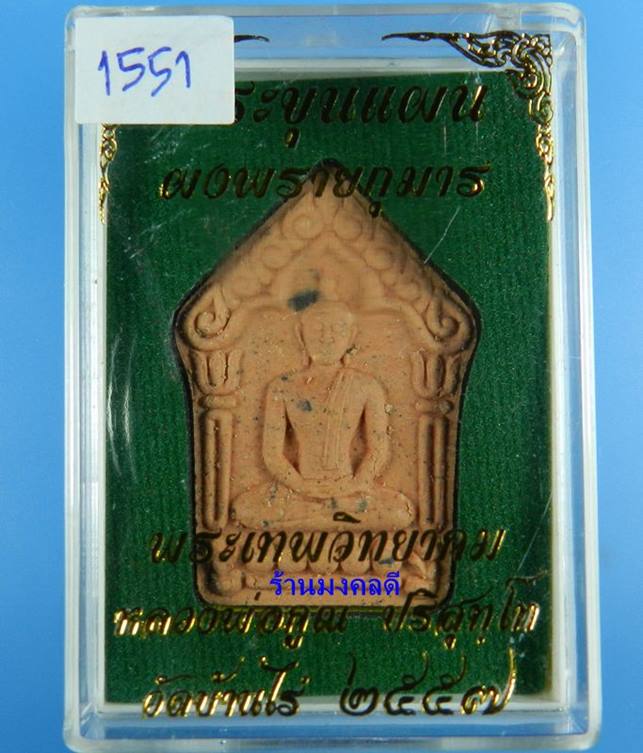 1551
พระขุนแผน
ผงพรายกุมาร
พระเทพวิทยาคม
ร้านมงคลดี
หลวงพ่อคูณ ปริสุทฺโธ
วัดบ้านไร่ ๒๕๕๗